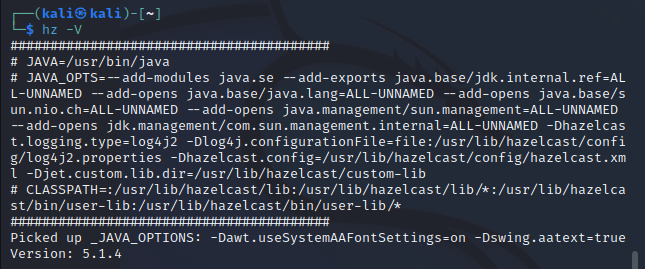 ┌──(kali㉿kali)-[~]
└─$ hz -V
########################################
# JAVA=/usr/bin/java
# JAVA_OPTS=--add-modules java.se --add-exports java.base/jdk.internal.ref=AL
L-UNNAMED --add-opens java.base/java.lang=ALL-UNNAMED --add-opens java.base/s
un.nio.ch=ALL-UNNAMED --add-opens java.management/sun.management=ALL-UNNAMED
--add-opens jdk.management/com.sun.management.internal=ALL-UNNAMED -Dhazelcas
t.logging.type=log4j2 -Dlog4j.configurationFile=file:/usr/lib/hazelcast/confi
g/log4j2.properties -Dhazelcast.config=/usr/lib/hazelcast/config/hazelcast.xm
l -Djet.custom.lib.dir=/usr/lib/hazelcast/custom-lib
# CLASSPATH=:/usr/lib/hazelcast/lib:/usr/lib/hazelcast/lib/*:/usr/lib/hazelca
st/bin/user-lib:/usr/lib/hazelcast/bin/user-lib/*
########################################
Picked up _JAVA_OPTIONS: -Dawt.useSystemAAFontSettings=on -Dswing.aatext=true
Version: 5.1.4